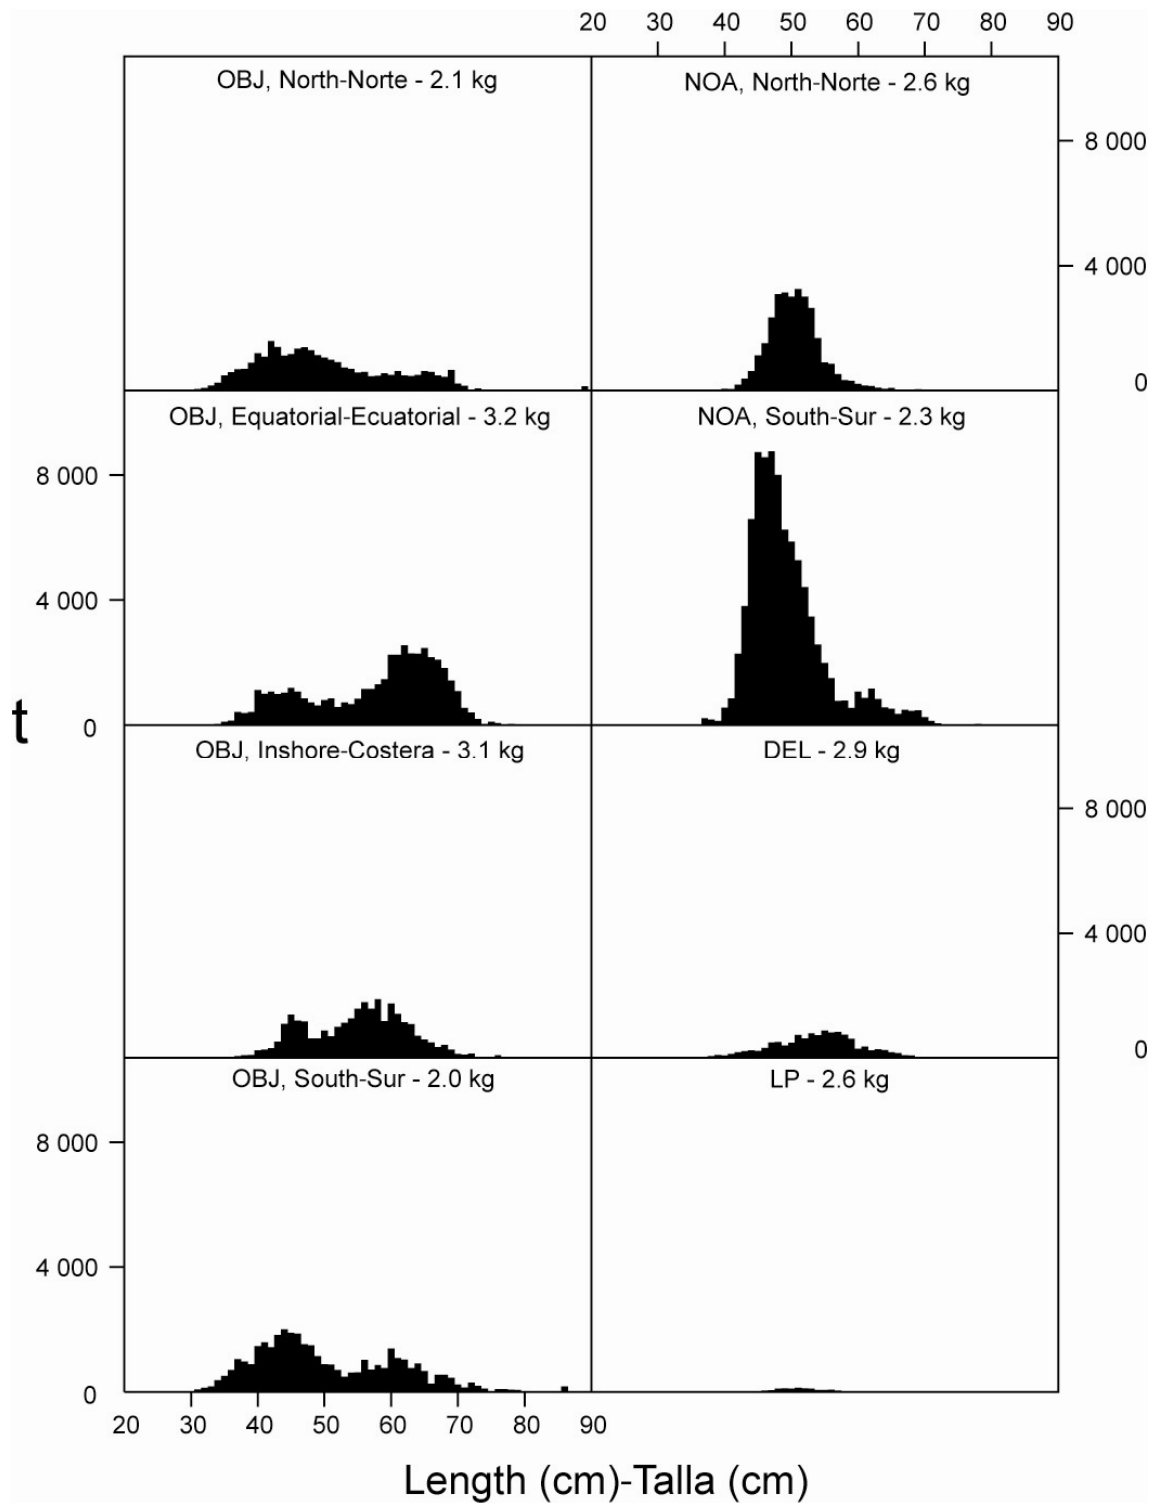 20 30 40 50 60 70 80 90
OBJ, North-Norte - 2.1 kg
NOA, North-Norte - 2.6 kg
8 000
4 000
0
OBJ, Equatorial-Ecuatorial - 3.2 kg
NOA, South-Sur - 2.3 kg
8 000
4 000
0
t
OBJ, Inshore-Costera - 3.1 kg
DEL - 2.9 kg
8 000
4 000
0
OBJ, South-Sur - 2.0 kg
LP - 2.6 kg
8 000
4 000
0
20 30 40 50 60 70 80 90
Length (cm)-Talla (cm)